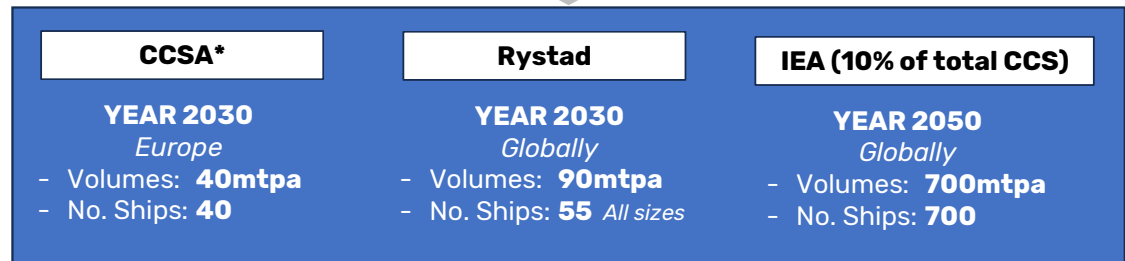 CCSA*
YEAR 2030
Europe
- Volumes: 40mtpa
- No. Ships: 40
Rystad
YEAR 2030
Globally
- Volumes: 90mtpa
- No. Ships: 55 All sizes
IEA (10% of total CCS)
YEAR 2050
Globally
- Volumes: 700mtpa
- No. Ships: 700